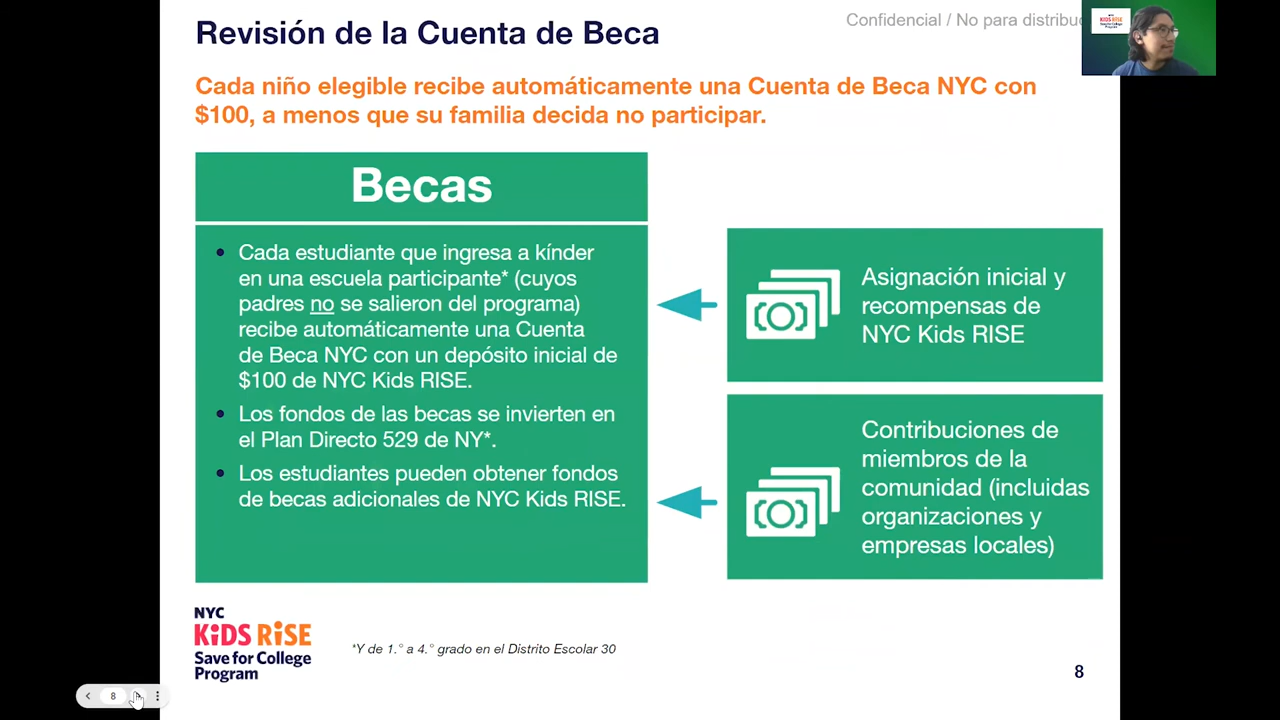 Confidencial / No para distribuc
Revisión de la Cuenta de Beca
Cada niño elegible recibe automáticamente una Cuenta de Beca NYC con
$100, a menos que su familia decida no participar.
Becas
• Cada estudiante que ingresa a kínder
en una escuela participante* (cuyos
padres no se salieron del programa)
recibe automáticamente una Cuenta
de Beca NYC con un depósito inicial de
$100 de NYC Kids RISE.
• Los fondos de las becas se invierten en
el Plan Directo 529 de NY*.
• Los estudiantes pueden obtener fondos
de becas adicionales de NYC Kids RISE.
Asignación inicial y
recompensas de
NYC Kids RISE
Contribuciones de
miembros de la
comunidad (incluidas
organizaciones y
empresas locales)
NYC
KiDS RiSE
Save for College
Program
*Y de 1.° a 4.° grado en el Distrito Escolar 30
8
8
KiDS RiSE